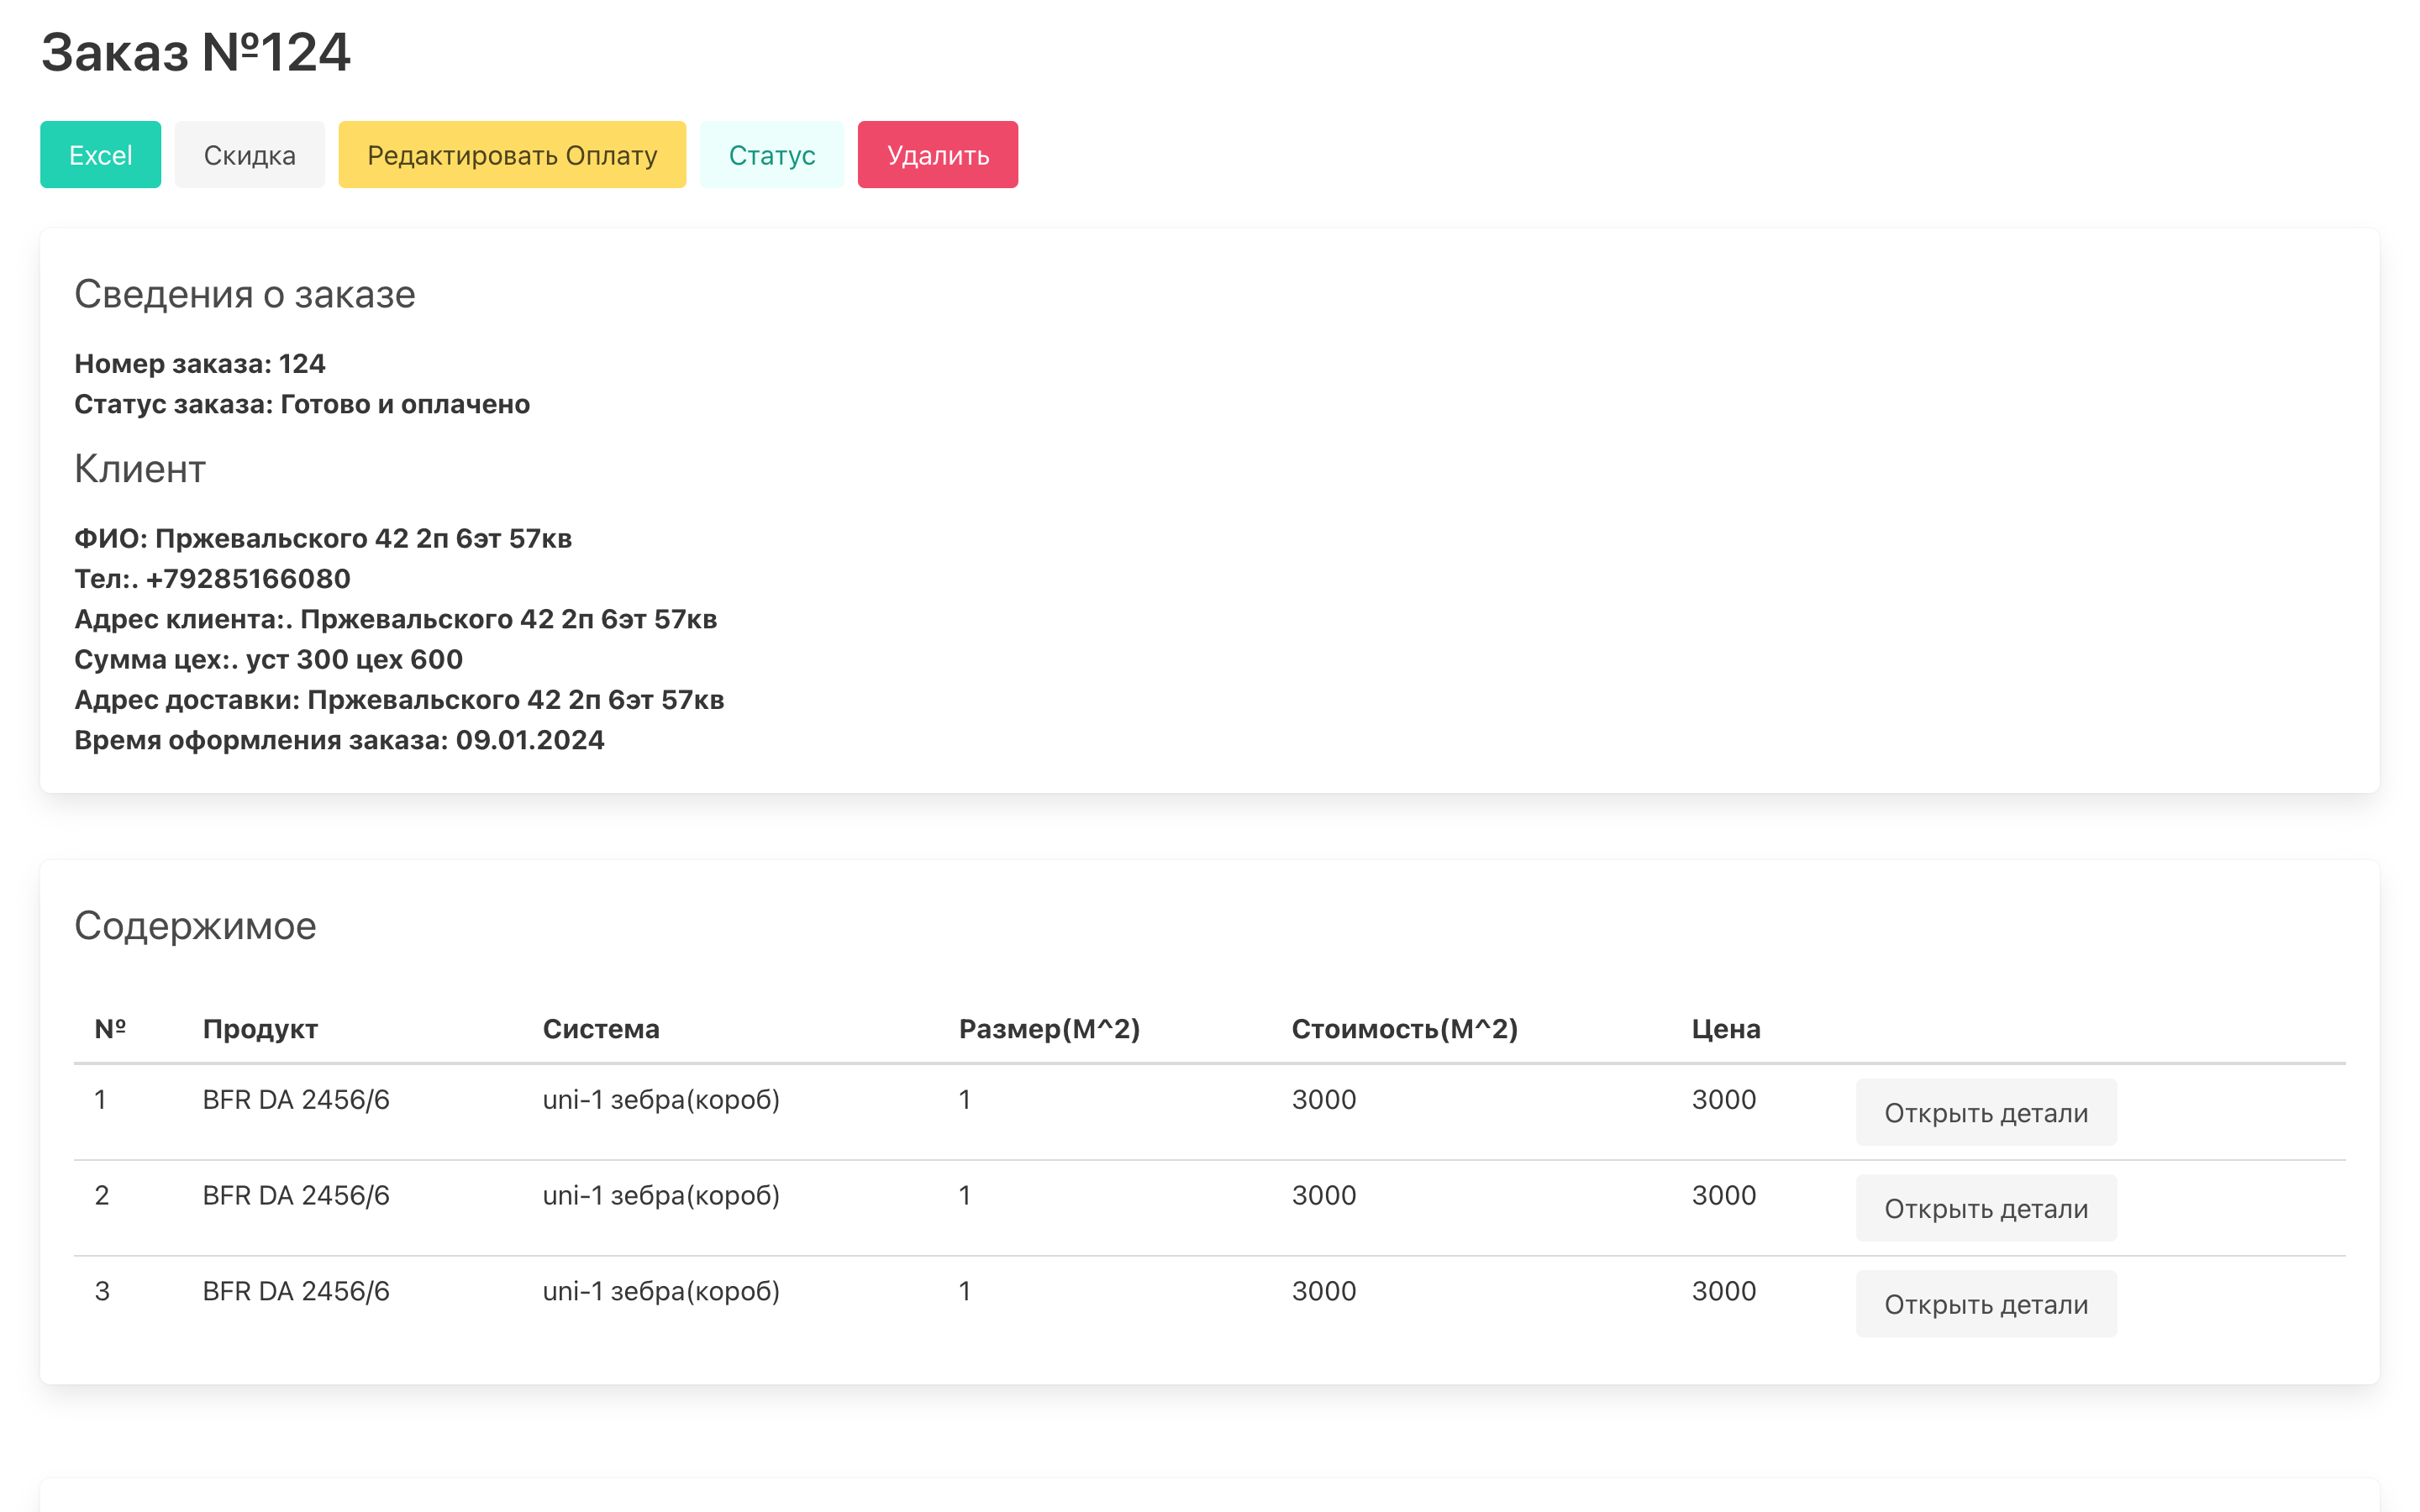 Заказ №124
Excel Скидка Редактировать Оплату Статус Удалить
Сведения о заказе
Номер заказа: 124
Статус заказа: Готово и оплачено
Клиент
ФИО: Пржевальского 42 2п 6эт 57кв
Тел:. +79285166080
Адрес клиента:. Пржевальского 42 2п 6эт 57кв
Сумма цех:. уст 300 цех 600
Адрес доставки: Пржевальского 42 2п 6эт 57кв
Время оформления заказа: 09.01.2024
Содержимое
№ Продукт Система Размер(М^2) Стоимость(М^2) Цена
1 BFR DA 2456/6 uni-1 зебра(короб) 1 3000 3000 Открыть детали
2 BFR DA 2456/6 uni-1 зебра(короб) 1 3000 3000 Открыть детали
3 BFR DA 2456/6 uni-1 зебра(короб) 1 3000 3000 Открыть детали